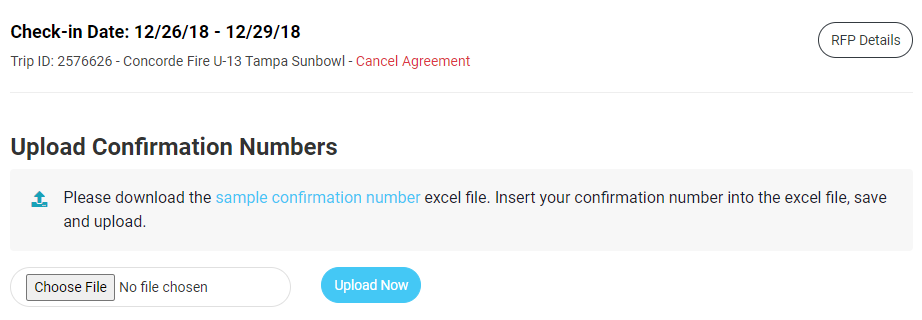 Check-in Date: 12/26/18 - 12/29/18
RFP Details
Trip ID: 2576626 - Concorde Fire U-13 Tampa Sunbowl - Cancel Agreement
Upload Confirmation Numbers
Please download the sample confirmation number excel file. Insert your confirmation number into the excel file, save
and upload.
Choose File No file chosen
Upload Now